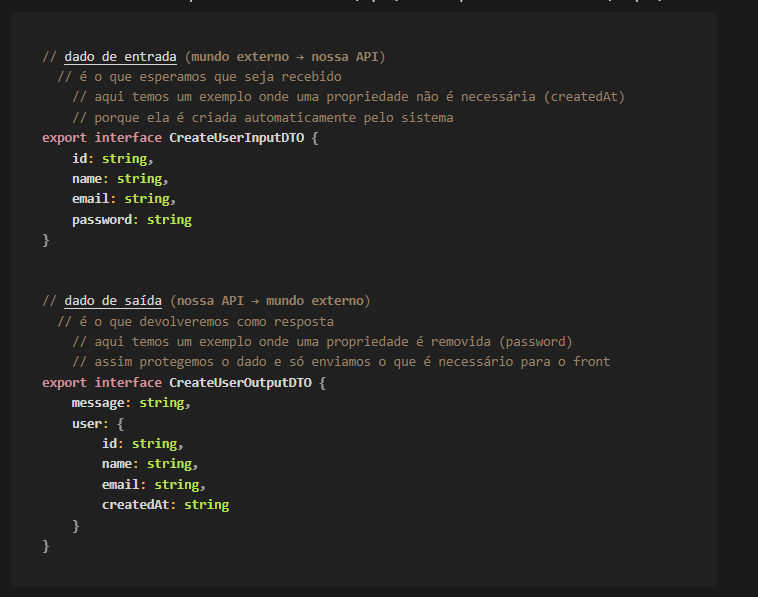 // dado de entrada (mundo externo → nossa API)
// é o que esperamos que seja recebido
// aqui temos um exemplo onde uma propriedade não é necessária (createdAt)
// porque ela é criada automaticamente pelo sistema
export interface CreateUserInputDTO {
id: string,
name: string,
email: string,
password: string
}
// dado de saída (nossa API → mundo externo)
// é o que devolveremos como resposta
// aqui temos um exemplo onde uma propriedade é removida (password)
// assim protegemos o dado e só enviamos o que é necessário para o front
export interface CreateUserOutputDTO {
message: string,
user: {
id: string,
name: string,
email: string,
createdAt: string
}
}